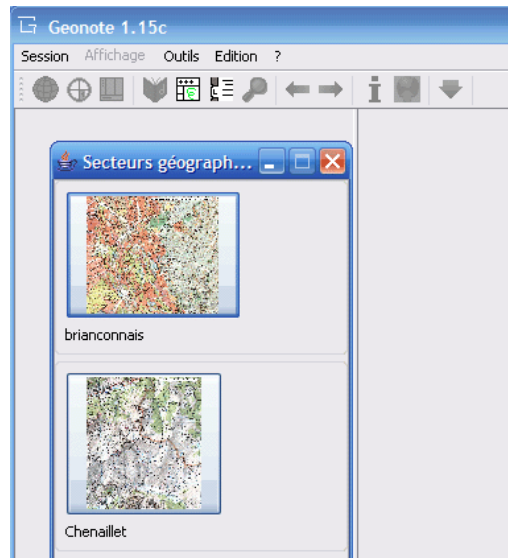 Geonote 1.15c
Session Affichage Outils Edition ?
Secteurs géograph...
brianconnais
Chenaillet